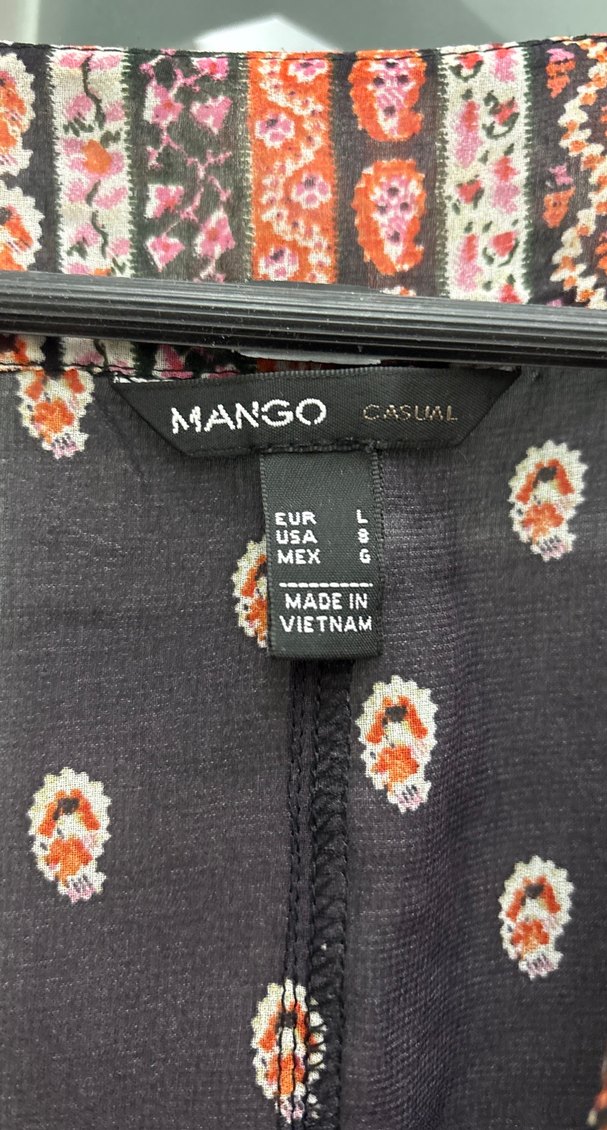 MANGO CASUAL
EUR L
USA 8
MEX G
MADE IN
VIETNAM